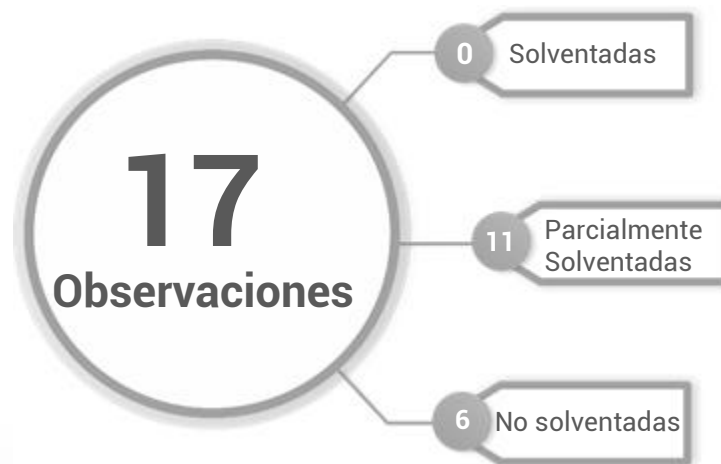 17
Observaciones
0 Solventadas
11 Parcialmente
Solventadas
6 No solventadas